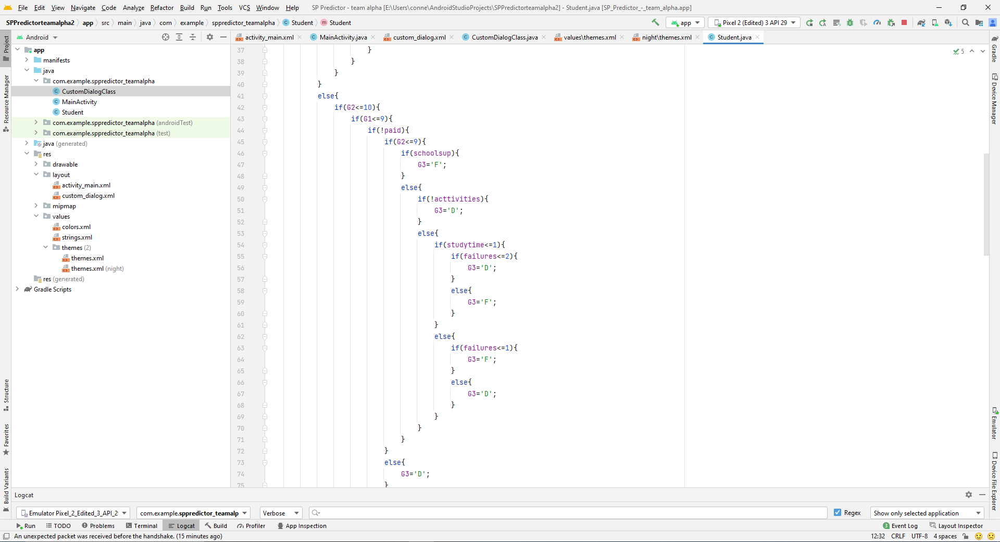 File Edit View Navigate Code Analyze Refactor Build Run Tools VCS Window Help SP Predictor - team alpha [E:\Users\conne\AndroidStudioProjects\SPPredictorteamalpha2] - Student.java [SP_Predictor_-_team_alpha.app]
SPPredictorteamalpha2 app src main java com example sppredictor_teamalpha Student Student app Pixel 2 (Edited) 3 API 29
Android activity_main.xml MainActivity.java custom_dialog.xml CustomDialogClass.java values\themes.xml night\themes.xml Student.java
Project
Resource Manager
Structure
Favorites
Build Variants
app
manifests
java
com.example.sppredictor_teamalpha
CustomDialogClass
MainActivity
Student
com.example.sppredictor_teamalpha (androidTest)
com.example.sppredictor_teamalpha (test)
java (generated)
res
drawable
layout
activity_main.xml
custom_dialog.xml
mipmap
values
colors.xml
strings.xml
themes (2)
themes.xml
themes.xml (night)
res (generated)
Gradle Scripts
5
37 }
38 }
39 }
40 }
41 else{
42 if(G2<=10){
43 if(G1<=9){
44 if(!paid){
45 if(G2<=9){
46 if(schoolsup){
47 G3='F';
48 }
49 else{
50 if(!acttivities){
51 G3='D';
52 }
53 else{
54 if(studytime<=1){
55 if(failures<=2){
56 G3='D';
57 }
58 else{
59 G3='F';
60 }
61 }
62 else{
63 if(failures<=1){
64 G3='F';
65 }
66 else{
67 G3='D';
68 }
69 }
70 }
71 }
72 }
73 else{
74 G3='D';
75 }
Gradle
Device Manager
Emulator
Device File Explorer
Logcat
Emulator Pixel_2_Edited_3_API_2 com.example.sppredictor_teamalp Verbose Regex Show only selected application
Run TODO Problems Terminal Logcat Build Profiler App Inspection 3 Event Log Layout Inspector
An unexpected packet was received before the handshake. (15 minutes ago) 12:32 CRLF UTF-8 4 spaces